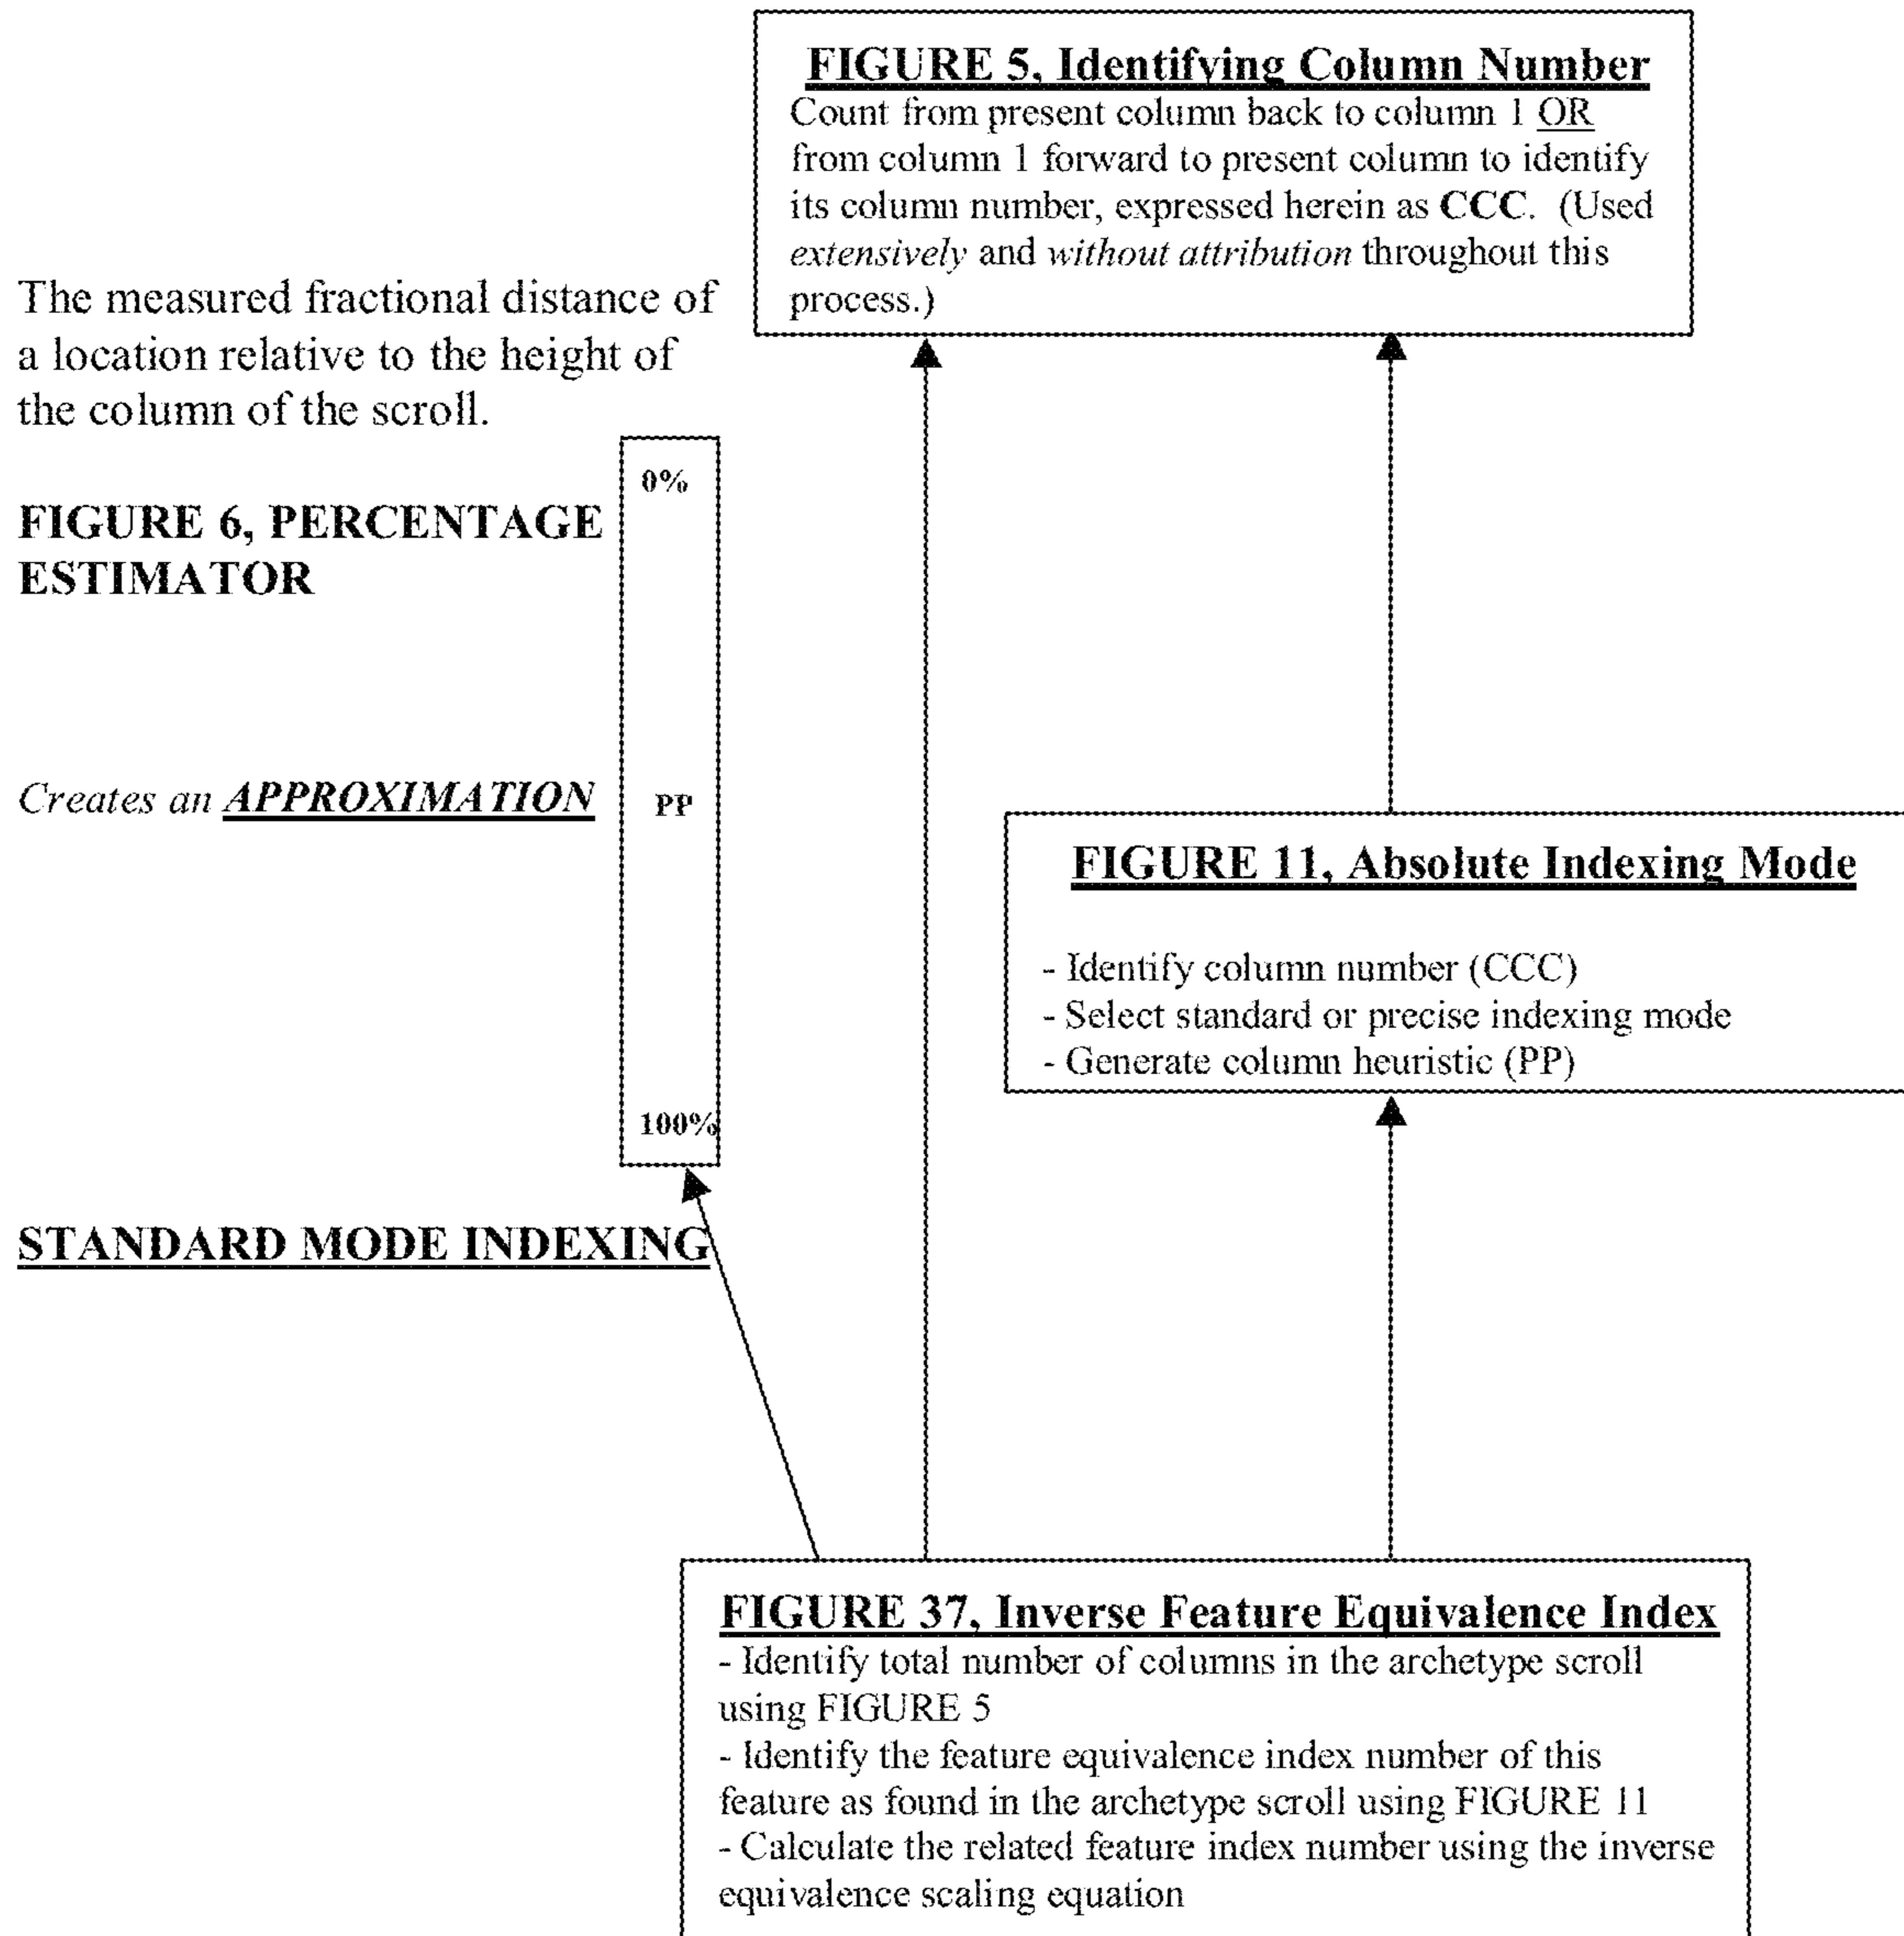 FIGURE 5, Identifying Column Number
Count from present column back to column 1 OR
from column 1 forward to present column to identify
its column number, expressed herein as CCC. (Used
extensively and without attribution throughout this
process.)
The measured fractional distance of
a location relative to the height of
the column of the scroll.
0%
FIGURE 6, PERCENTAGE
ESTIMATOR
Creates an APPROXIMATION
PP
100%
STANDARD MODE INDEXING
FIGURE 11, Absolute Indexing Mode
- Identify column number (CCC)
- Select standard or precise indexing mode
- Generate column heuristic (PP)
FIGURE 37, Inverse Feature Equivalence Index
- Identify total number of columns in the archetype scroll
using FIGURE 5
- Identify the feature equivalence index number of this
feature as found in the archetype scroll using FIGURE 11
- Calculate the related feature index number using the inverse
equivalence scaling equation